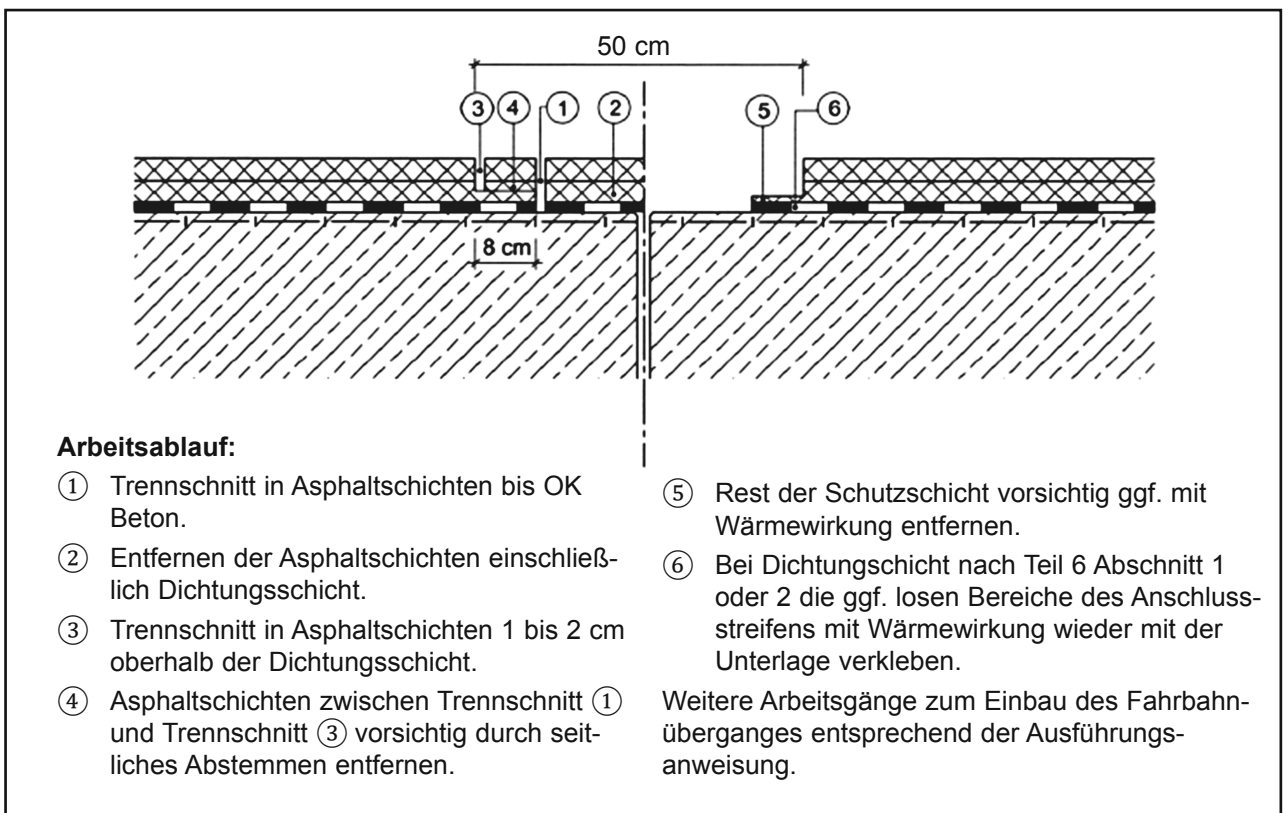 50 cm
③ ④ ① ② ⑤ ⑥
8 cm
Arbeitsablauf:
① Trennschnitt in Asphaltschichten bis OK
Beton.
② Entfernen der Asphaltschichten einschließ-
lich Dichtungsschicht.
③ Trennschnitt in Asphaltschichten 1 bis 2 cm
oberhalb der Dichtungsschicht.
④ Asphaltschichten zwischen Trennschnitt ①
und Trennschnitt ③ vorsichtig durch seit-
liches Abstemmen entfernen.
⑤ Rest der Schutzschicht vorsichtig ggf. mit
Wärmewirkung entfernen.
⑥ Bei Dichtungschicht nach Teil 6 Abschnitt 1
oder 2 die ggf. losen Bereiche des Anschluss-
streifens mit Wärmewirkung wieder mit der
Unterlage verkleben.
Weitere Arbeitsgänge zum Einbau des Fahrbahn-
überganges entsprechend der Ausführungs-
anweisung.